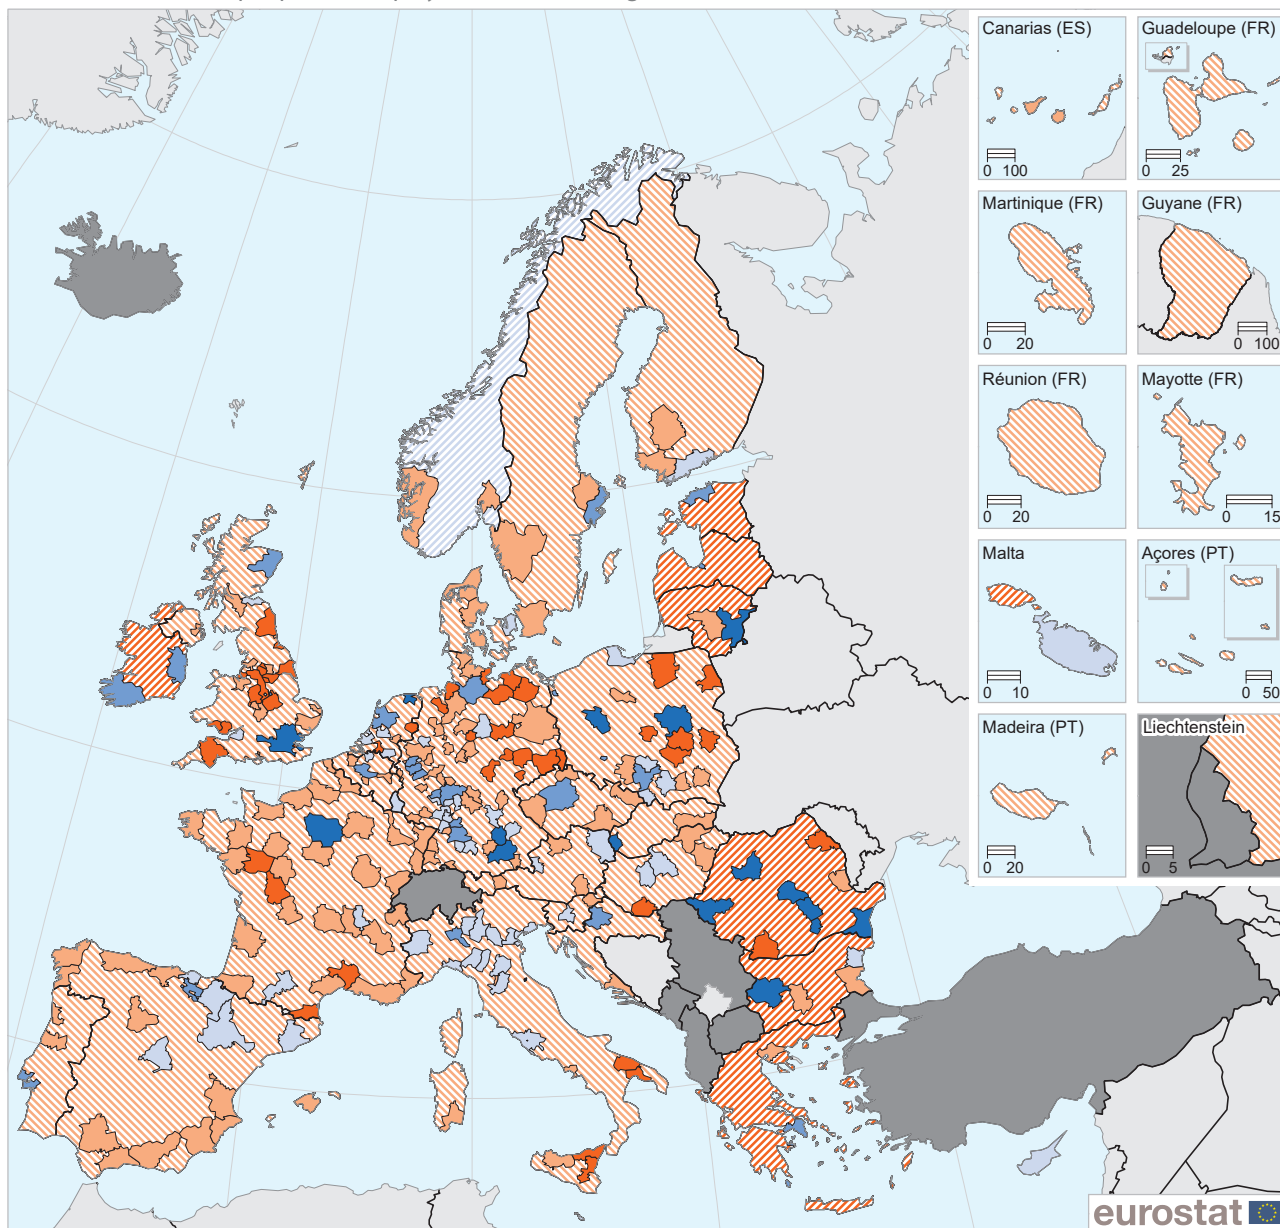 Canarias (ES)
0 100
Guadeloupe (FR)
0 25
Martinique (FR)
0 20
Guyane (FR)
0 100
Réunion (FR)
0 20
Mayotte (FR)
0 15
Malta
0 10
Açores (PT)
0 50
Madeira (PT)
0 20
Liechtenstein
0 5
eurostat